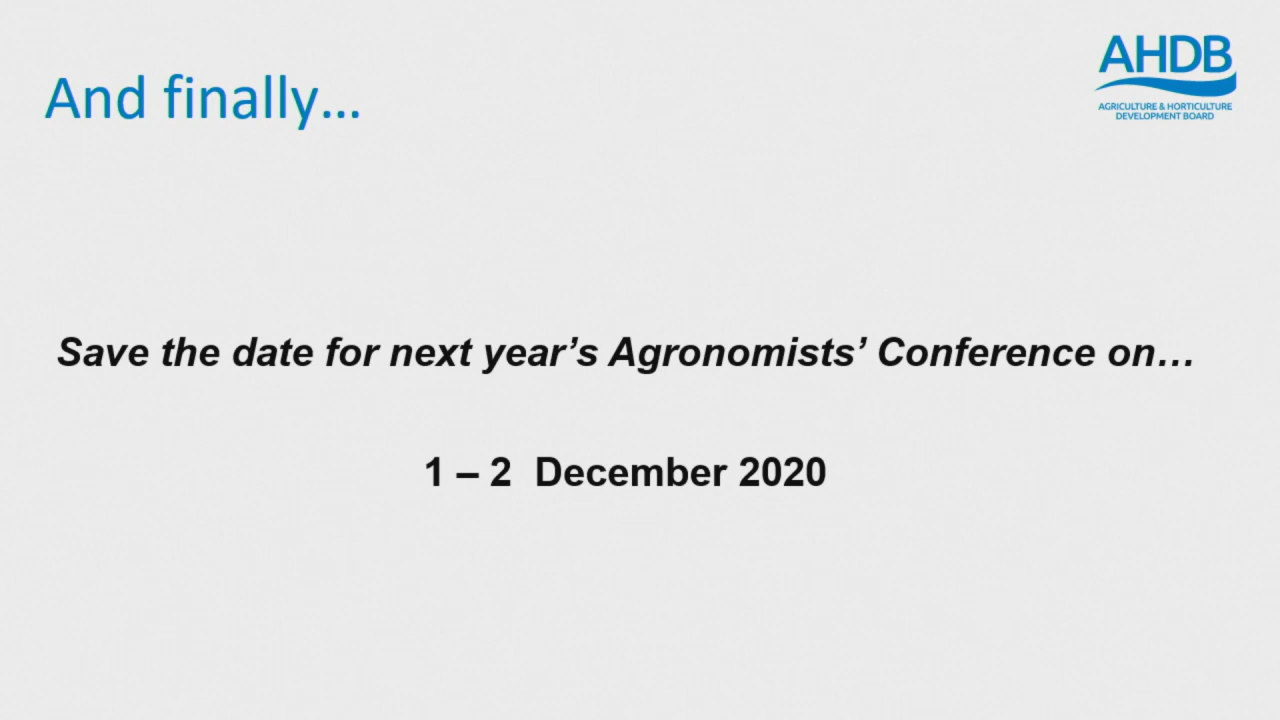 And finally…
AHDB
AGRICULTURE & HORTICULTURE
DEVELOPMENT BOARD
Save the date for next year’s Agronomists’ Conference on…
1 – 2  December 2020